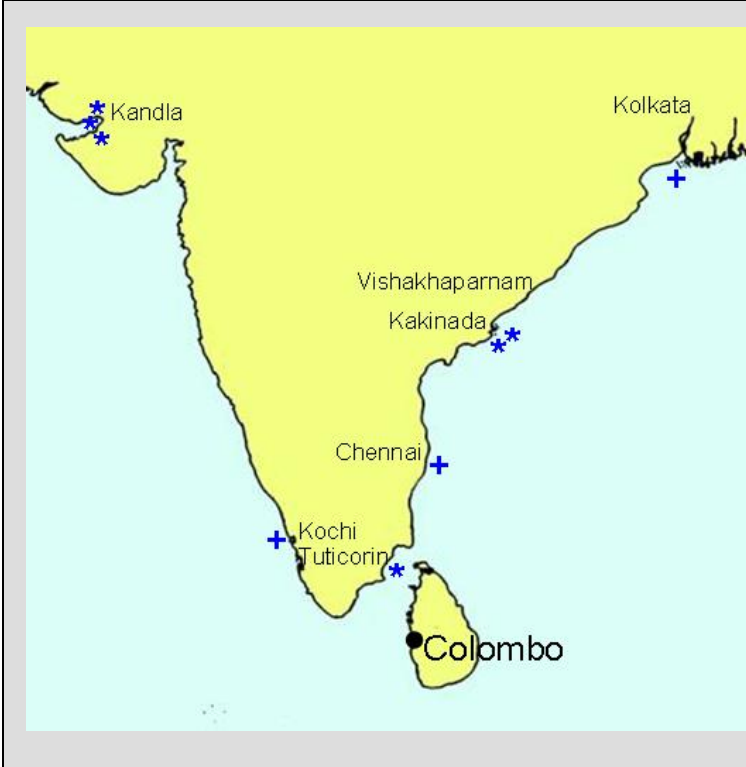 Kolkata
Kandla
Vishakhaparnam
Kakinada
Chennai
Kochi
Tuticorin
Colombo